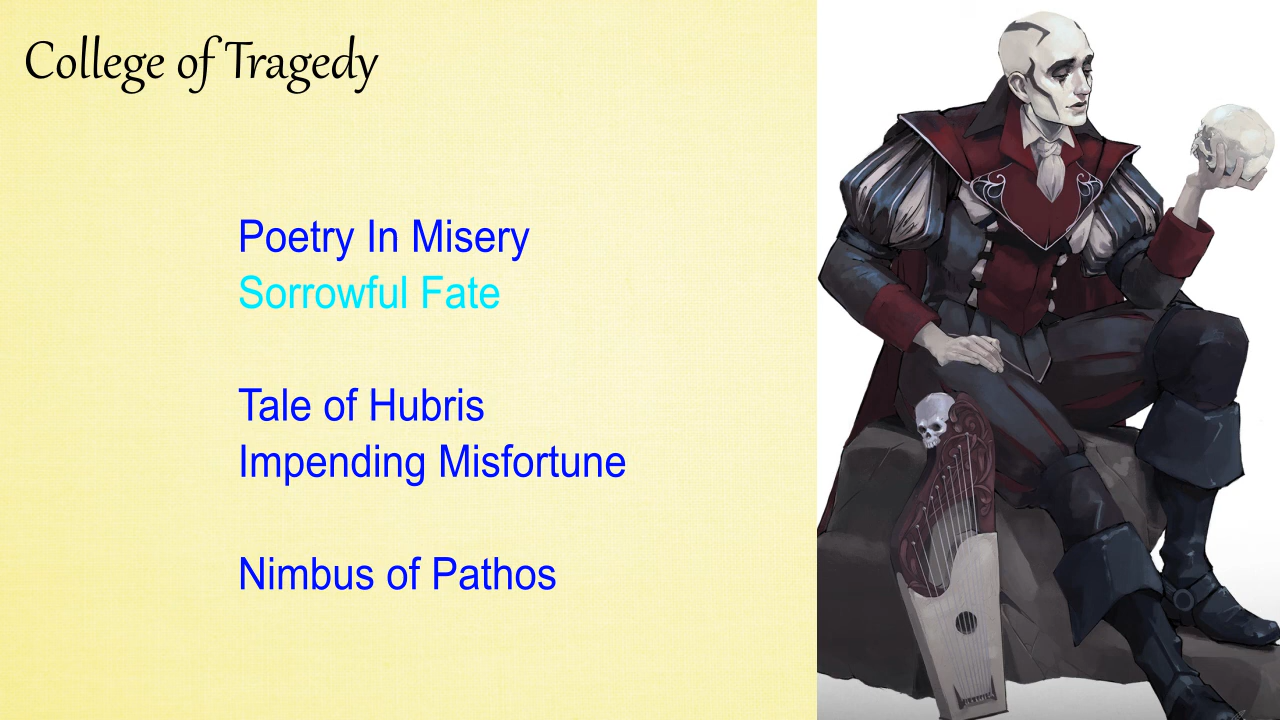 College of Tragedy
Poetry In Misery
Sorrowful Fate
Tale of Hubris
Impending Misfortune
Nimbus of Pathos